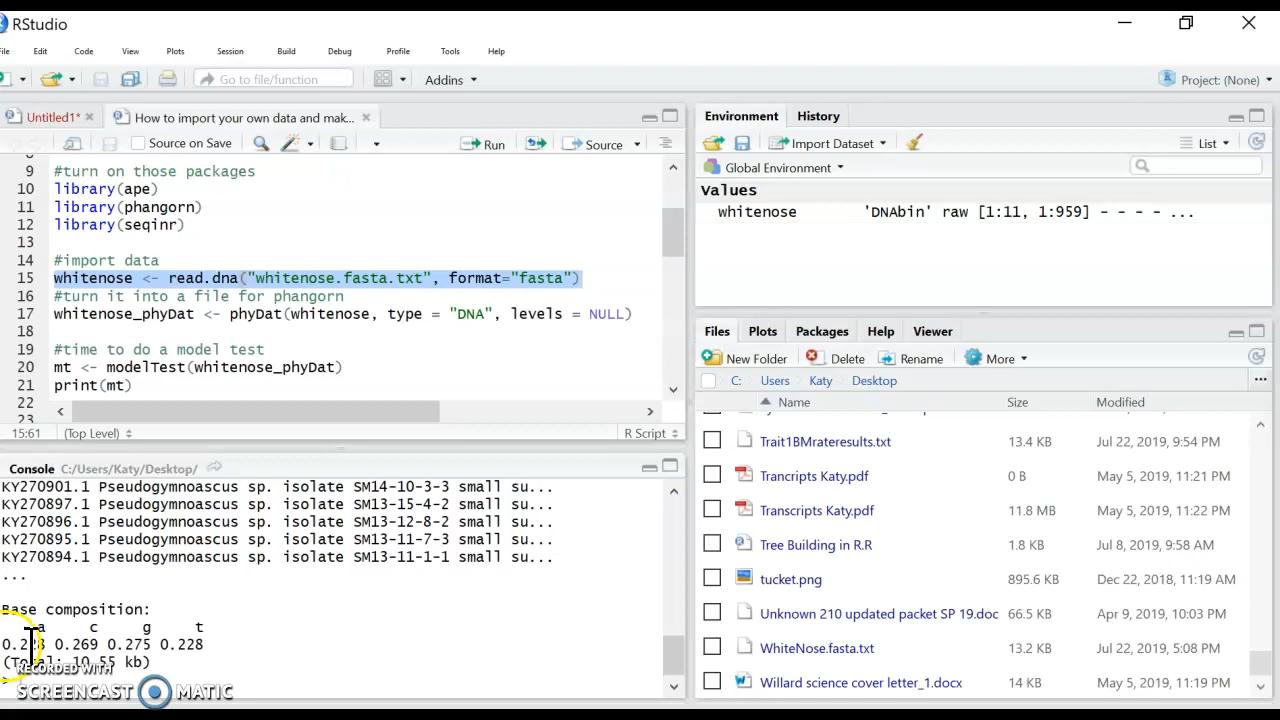 RStudio
File Edit Code View Plots Session Build Debug Profile Tools Help
Go to file/function Addins Project: (None)
Untitled1* How to import your own data and mak...
Source on Save Run Source
9 #turn on those packages
10 library(ape)
11 library(phangorn)
12 library(seqinr)
13
14 #import data
15 whitenose <- read.dna("whitenose.fasta.txt", format="fasta")
16 #turn it into a file for phangorn
17 whitenose_phyDat <- phyDat(whitenose, type = "DNA", levels = NULL)
18
19 #time to do a model test
20 mt <- modelTest(whitenose_phyDat)
21 print(mt)
22
23
15:61 (Top Level) R Script
Console C:/Users/Katy/Desktop/
KY270901.1 Pseudogymnoascus sp. isolate SM14-10-3-3 small su...
KY270897.1 Pseudogymnoascus sp. isolate SM13-15-4-2 small su...
KY270896.1 Pseudogymnoascus sp. isolate SM13-12-8-2 small su...
KY270895.1 Pseudogymnoascus sp. isolate SM13-11-7-3 small su...
KY270894.1 Pseudogymnoascus sp. isolate SM13-11-1-1 small su...
...
Base composition:
a c g t
0.228 0.269 0.275 0.228
(Total: 10.55 kb)
RECORDED WITH
SCREENCAST MATIC
Environment History
Import Dataset List
Global Environment
Values
whitenose 'DNAbin' raw [1:11, 1:959] - - - - ...
Files Plots Packages Help Viewer
New Folder Delete Rename More
C: Users Katy Desktop
Name Size Modified
Trait1BMrateresults.txt 13.4 KB Jul 22, 2019, 9:54 PM
Trancripts Katy.pdf 0 B May 5, 2019, 11:21 PM
Transcripts Katy.pdf 11.8 MB May 5, 2019, 11:22 PM
Tree Building in R.R 1.8 KB Jul 8, 2019, 9:58 AM
tucket.png 895.6 KB Dec 22, 2018, 11:19 AM
Unknown 210 updated packet SP 19.doc 66.5 KB Apr 9, 2019, 10:03 PM
WhiteNose.fasta.txt 13.2 KB Jul 22, 2019, 5:08 PM
Willard science cover letter_1.docx 14 KB May 5, 2019, 11:19 PM